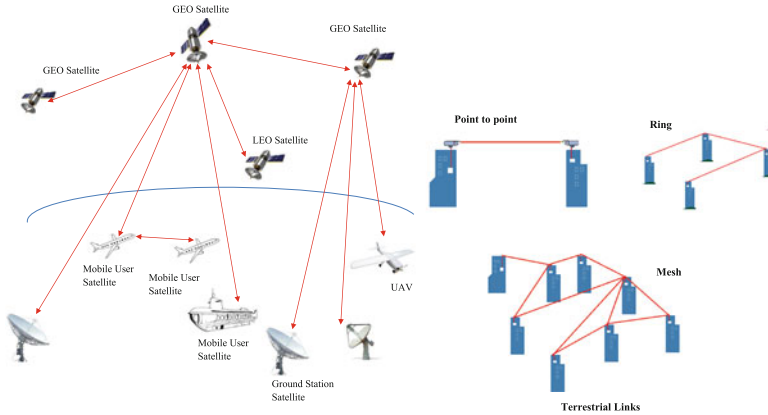 GEO Satellite
GEO Satellite
GEO Satellite
LEO Satellite
Mobile User
Satellite
Mobile User
Satellite
UAV
Mobile User
Satellite
Ground Station
Satellite
Point to point
Ring
Mesh
Terrestrial Links